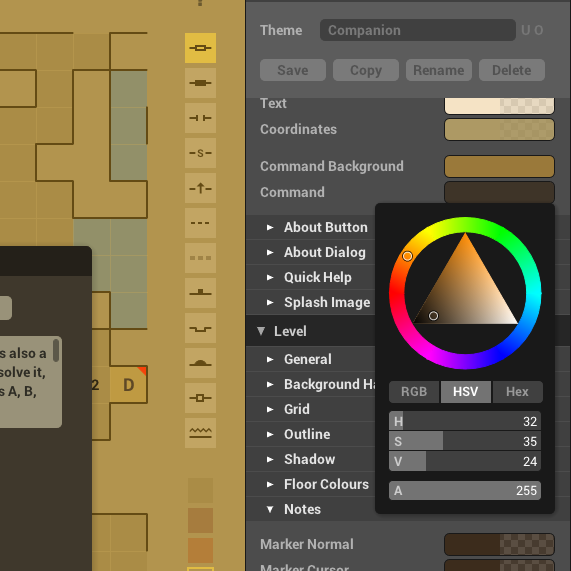 Theme Companion U O
Save Copy Rename Delete
Text
Coordinates
Command Background
Command
About Button
About Dialog
Quick Help
Splash Image
Level
General
Background Ha
Grid
Outline
Shadow
Floor Colours
Notes
Marker Normal
Marker Cursor
RGB HSV Hex
H 32
S 35
V 24
A 255
S
s also a
solve it,
s A, B,
2 D